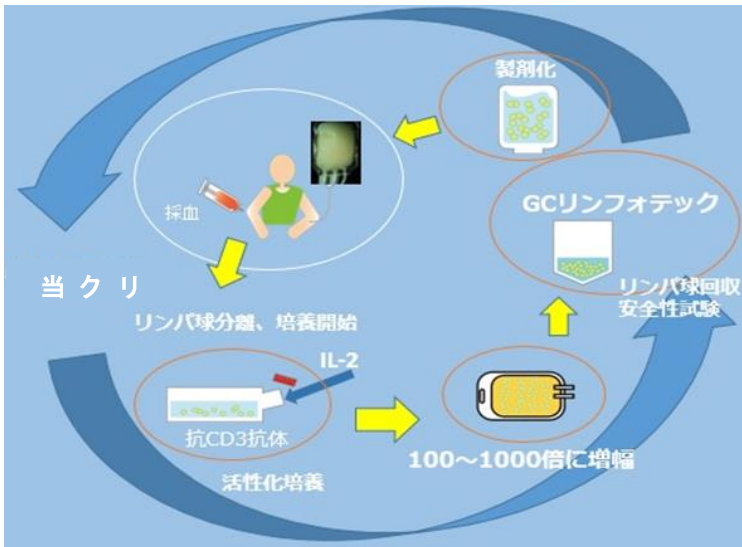 製剤化
採血
GCリンフォテック
リンパ球回収
安全性試験
当クリ
リンパ球分離、培養開始
IL-2
抗CD3抗体
活性化培養
100～1000倍に増幅